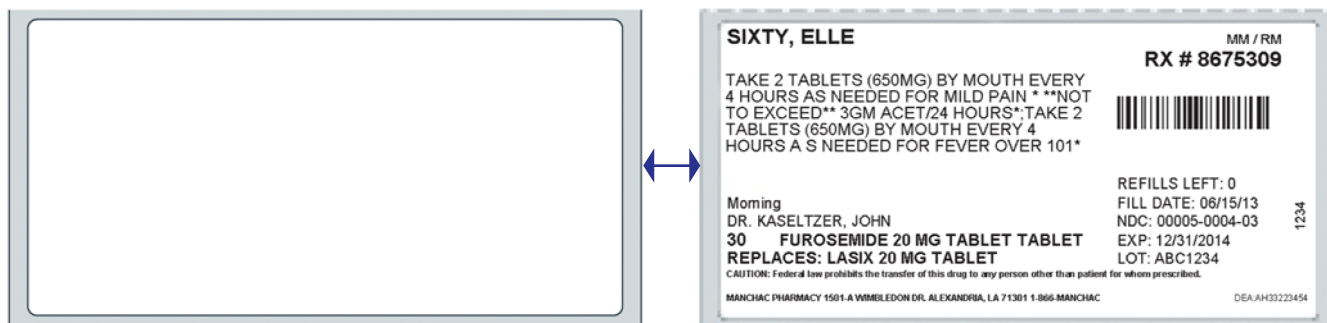 SIXTY, ELLE
MM / RM
RX # 8675309
TAKE 2 TABLETS (650MG) BY MOUTH EVERY
4 HOURS AS NEEDED FOR MILD PAIN * **NOT
TO EXCEED** 3GM ACET/24 HOURS*;TAKE 2
TABLETS (650MG) BY MOUTH EVERY 4
HOURS A S NEEDED FOR FEVER OVER 101*
REFILLS LEFT: 0
Morning
FILL DATE: 06/15/13
DR. KASELTZER, JOHN
NDC: 00005-0004-03
1234
30 FUROSEMIDE 20 MG TABLET TABLET
EXP: 12/31/2014
REPLACES: LASIX 20 MG TABLET
LOT: ABC1234
CAUTION: Federal law prohibits the transfer of this drug to any person other than patient for whom prescribed.
MANCHAC PHARMACY 1501-A WIMBLEDON DR. ALEXANDRIA, LA 71301 1-866-MANCHAC
DEA:AH33223454